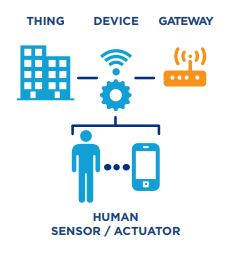 THING DEVICE GATEWAY
HUMAN
SENSOR / ACTUATOR